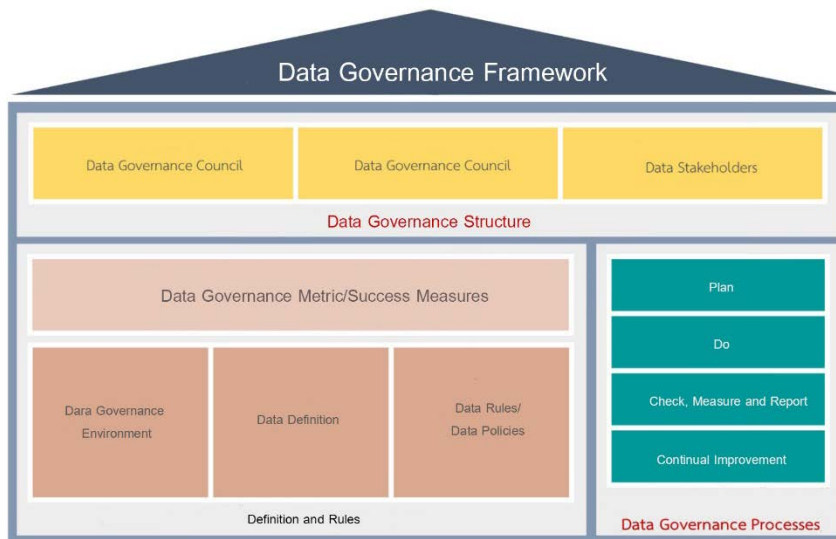 Data Governance Framework
Data Governance Council
Data Governance Council
Data Stakeholders
Data Governance Structure
Data Governance Metric/Success Measures
Dara Governance
Environment
Data Definition
Data Rules/
Data Policies
Definition and Rules
Plan
Do
Check, Measure and Report
Continual Improvement
Data Governance Processes